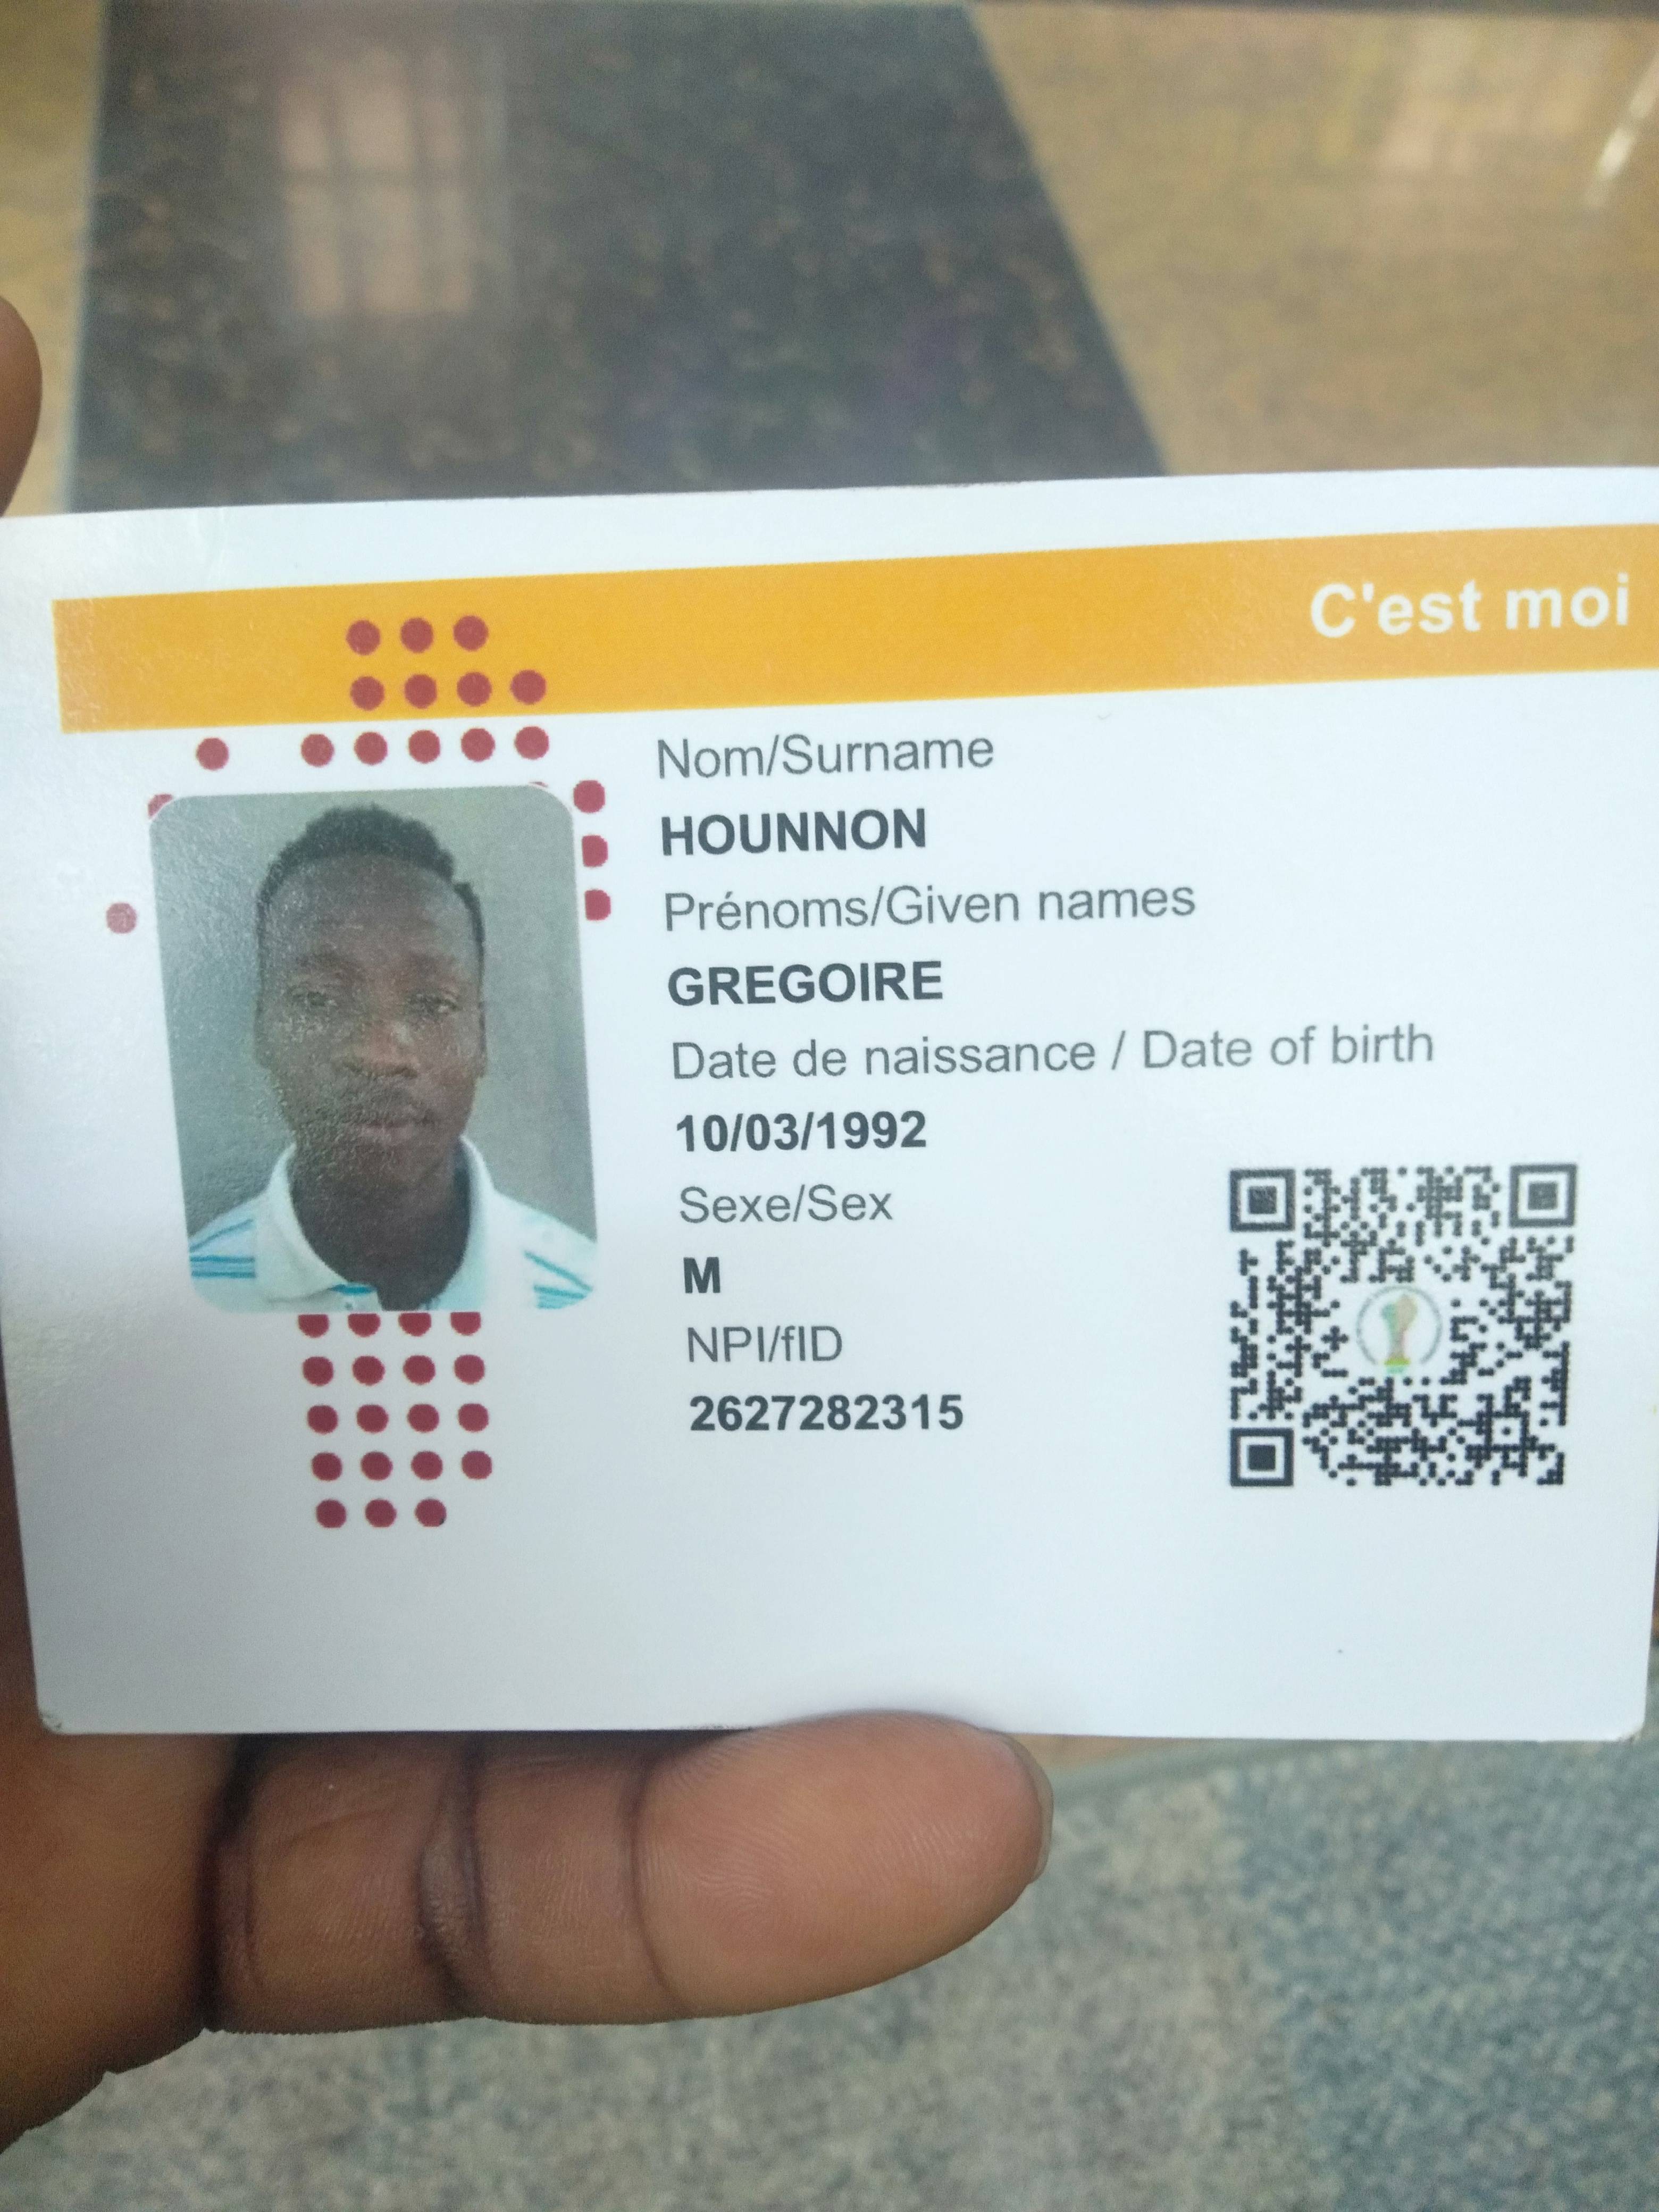 C'est moi
Nom/Surname
HOUNNON
Prénoms/Given names
GREGOIRE
Date de naissance / Date of birth
10/03/1992
Sexe/Sex
M
NPI/fID
2627282315